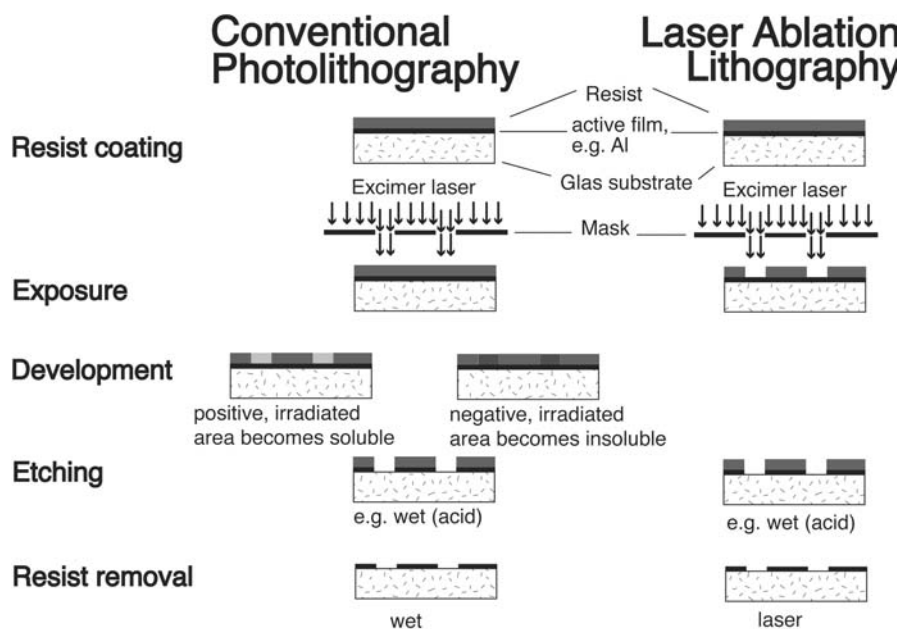 Conventional
Photolithography
Laser Ablation
Lithography
Resist coating
Resist
active film,
e.g. Al
Glas substrate
Excimer laser
Excimer laser
Mask
Exposure
Development
positive, irradiated
area becomes soluble
negative, irradiated
area becomes insoluble
Etching
e.g. wet (acid)
e.g. wet (acid)
Resist removal
wet
laser